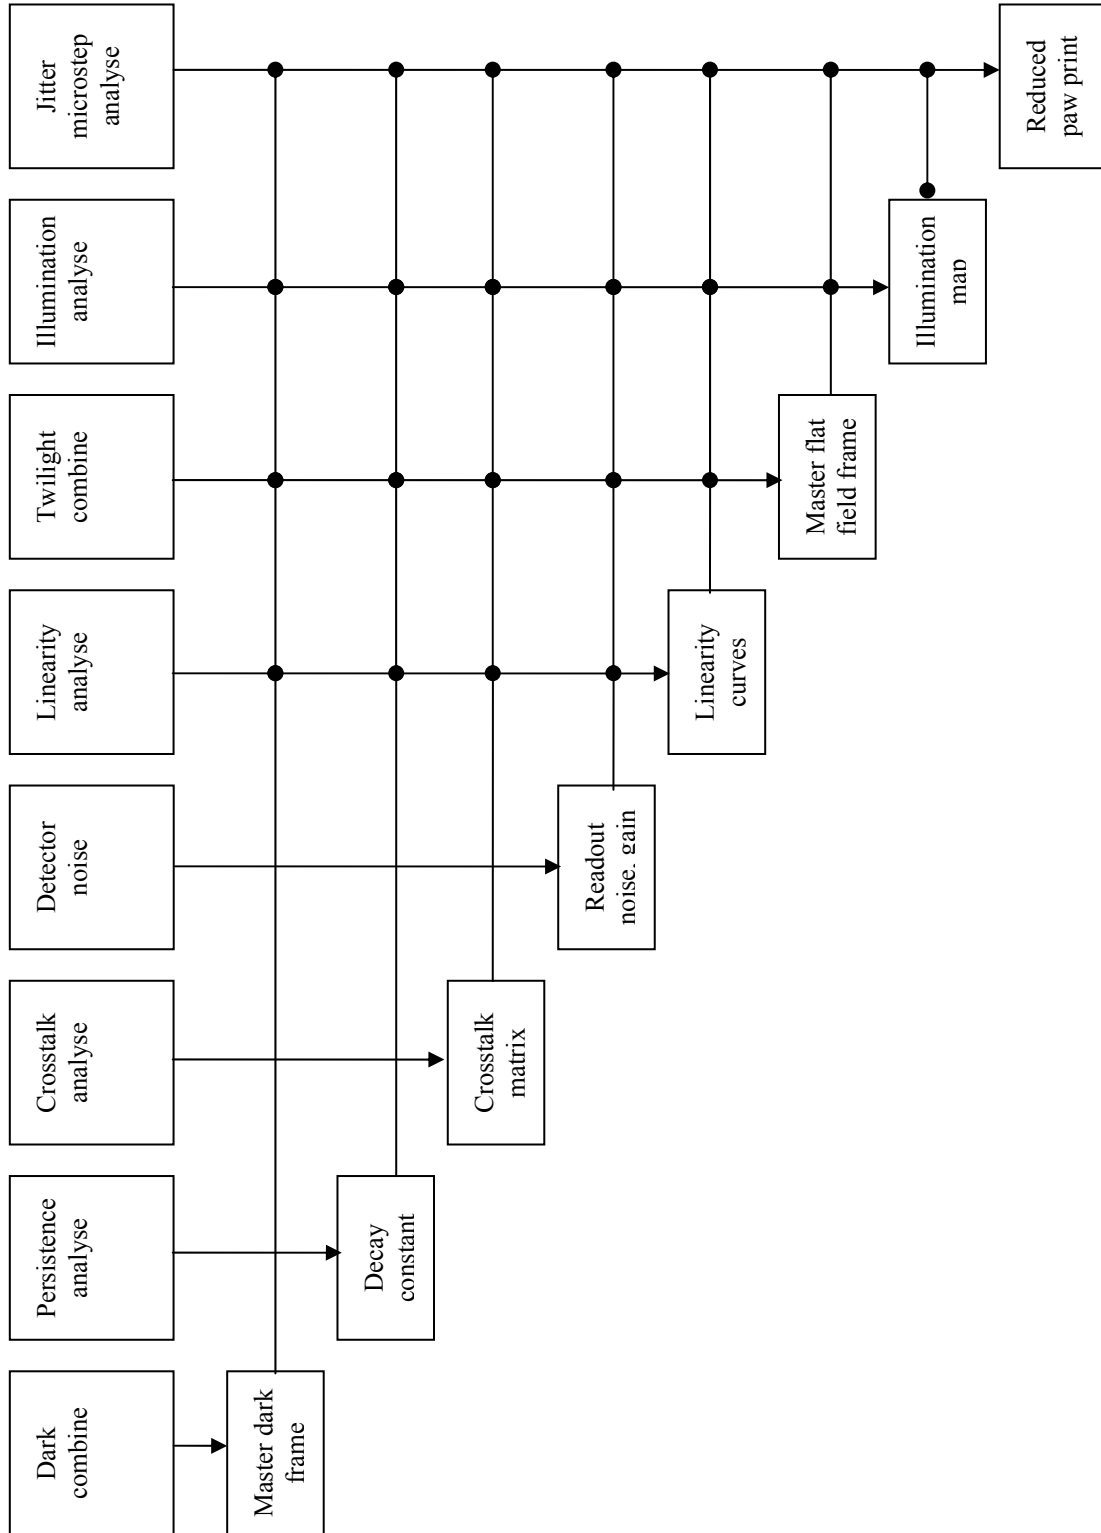 Dark
combine
Persistence
analyse
Crosstalk
analyse
Detector
noise
Linearity
analyse
Twilight
combine
Illumination
analyse
Jitter
microstep
analyse
Master dark
frame
Decay
constant
Crosstalk
matrix
Readout
noise, gain
Linearity
curves
Master flat
field frame
Illumination
map
Reduced
paw print